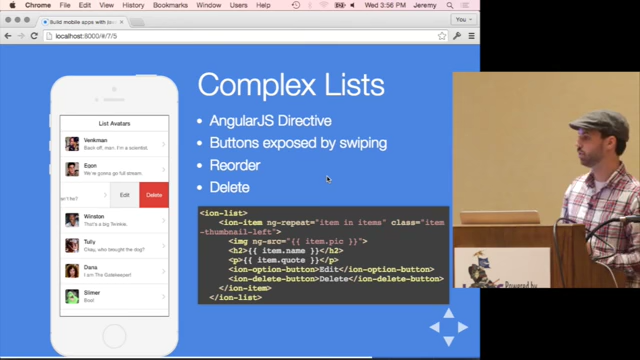 Chrome File Edit View History Bookmarks Window Users Help
Wed 3:56 PM Jeremy
Build mobile apps with
You
localhost:8000/#/7/5
Complex Lists
• AngularJS Directive
• Buttons exposed by swiping
• Reorder
• Delete
List Avatars
Venkman
Back off, man. I'm a scientist.
Egon
We're gonna go full stream.
Edit Delete
Winston
That's a big Twinkie.
Tully
Okay, who brought the dog?
Dana
I am the Gatekeeper!
Slimer
Boo!
<ion-list>
<ion-item ng-repeat="item in items" class="item
-thumbnail-left">
<img ng-src="{{ item.pic }}">
<h2>{{ item.name }}</h2>
<p>{{ item.quote }}</p>
<ion-option-button>Edit</ion-option-button>
<ion-delete-button>Delete</ion-delete-button>
</ion-item>
</ion-list>
Powered by